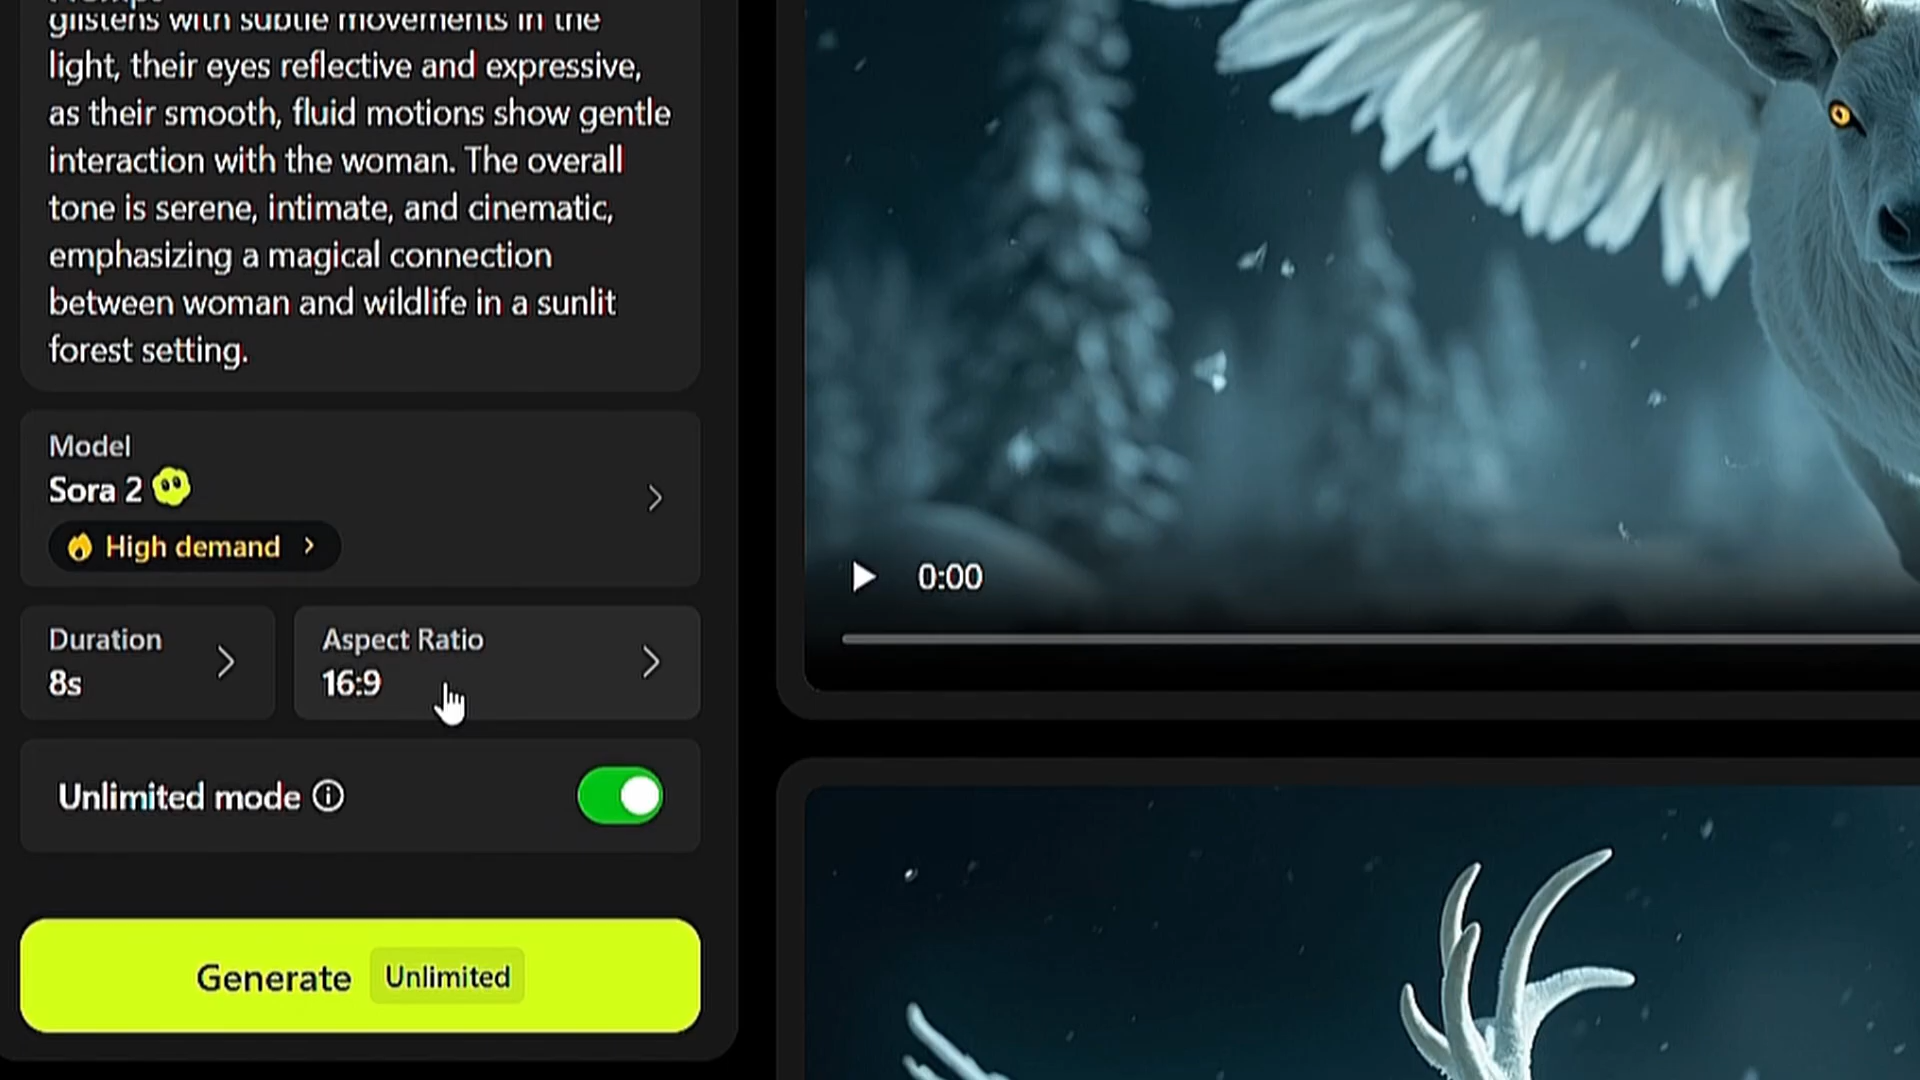 glistens with subtle movements in the
light, their eyes reflective and expressive,
as their smooth, fluid motions show gentle
interaction with the woman. The overall
tone is serene, intimate, and cinematic,
emphasizing a magical connection
between woman and wildlife in a sunlit
forest setting.
Model
Sora 2
High demand
Duration
8s
Aspect Ratio
16:9
Unlimited mode
Generate Unlimited
0:00